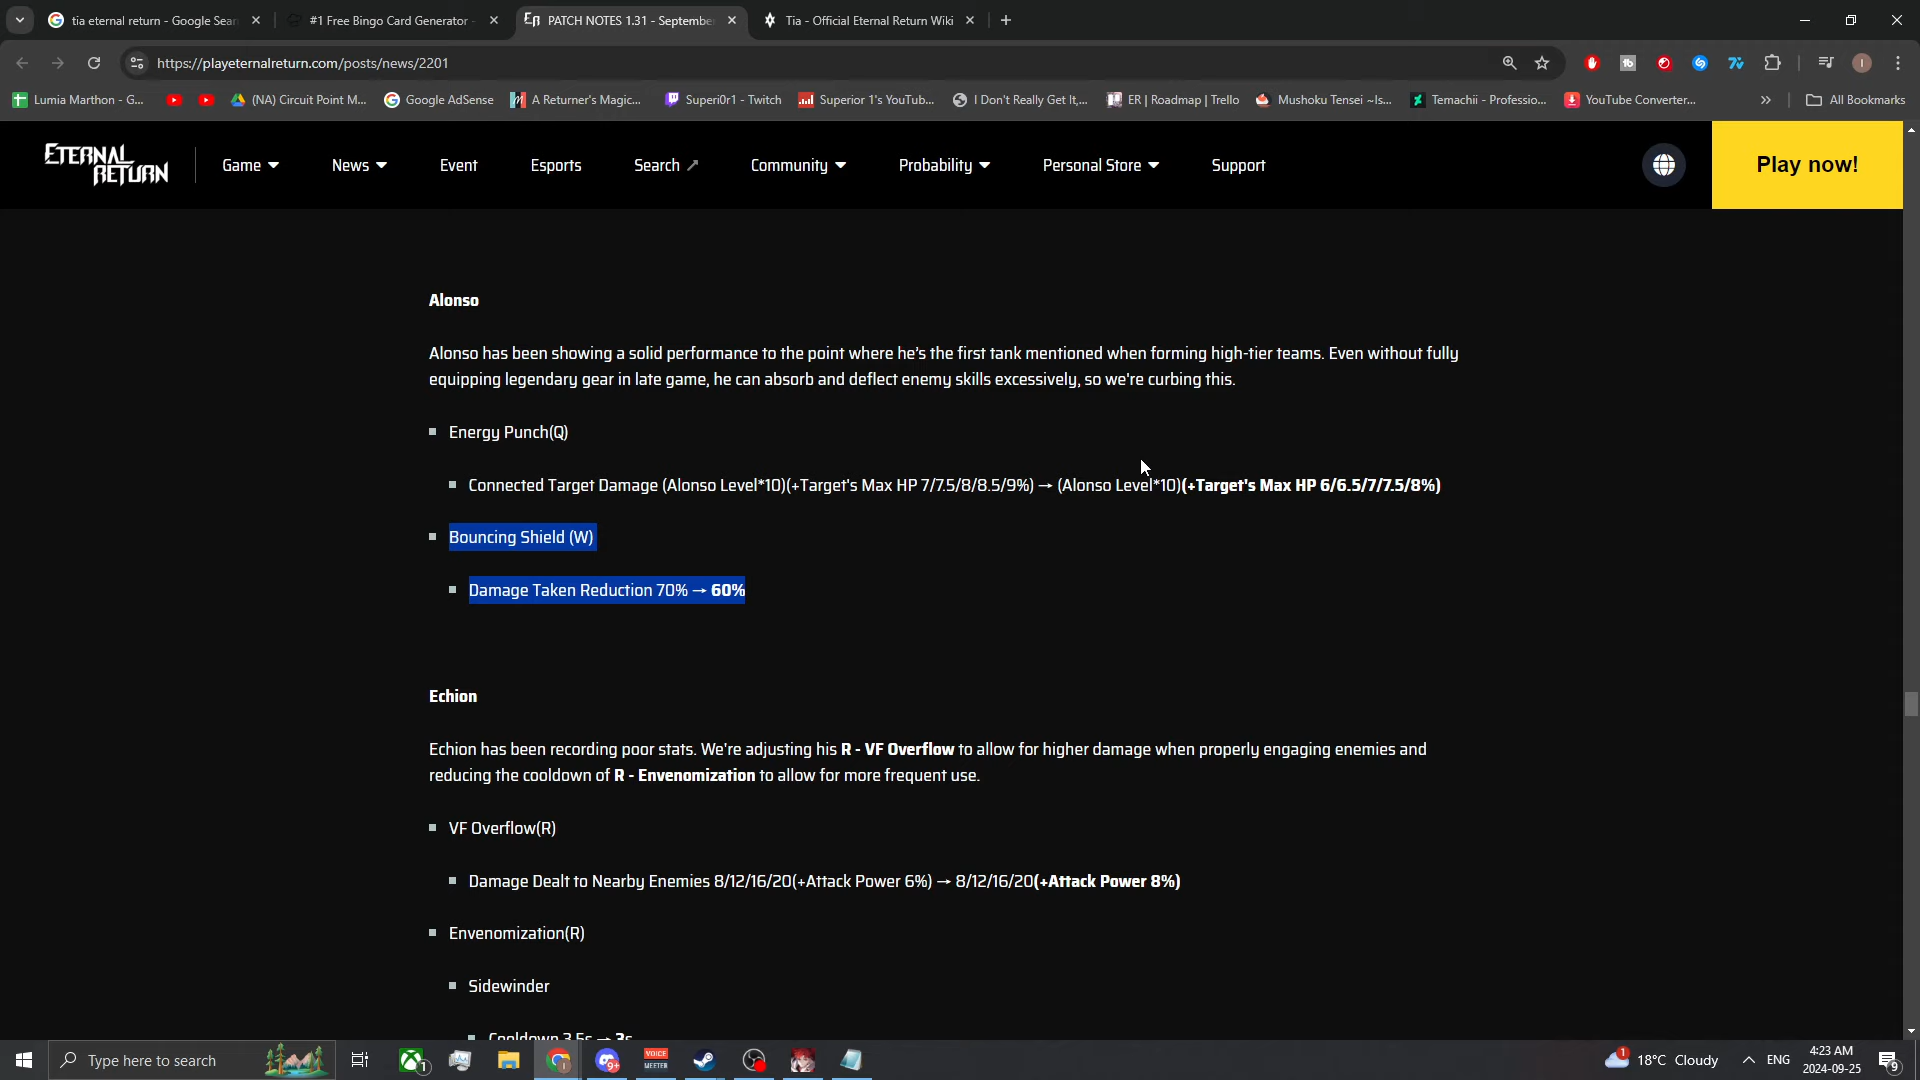 tia eternal return - Google Sear
#1 Free Bingo Card Generator -
PATCH NOTES 1.31 - September
Tia - Official Eternal Return Wiki
https://playeternalreturn.com/posts/news/2201
Lumia Marthon - G...
(NA) Circuit Point M...
Google AdSense
A Returner's Magic...
Superi0r1 - Twitch
Superior 1's YouTub...
I Don't Really Get It,...
ER | Roadmap | Trello
Mushoku Tensei ~Is...
Temachii - Professio...
YouTube Converter...
All Bookmarks
ETERNAL RETURN
Game
News
Event
Esports
Search
Community
Probability
Personal Store
Support
Play now!
Alonso
Alonso has been showing a solid performance to the point where he's the first tank mentioned when forming high-tier teams. Even without fully
equipping legendary gear in late game, he can absorb and deflect enemy skills excessively, so we're curbing this.
Energy Punch(Q)
Connected Target Damage (Alonso Level*10)(+Target's Max HP 7/7.5/8/8.5/9%) → (Alonso Level*10)(+Target's Max HP 6/6.5/7/7.5/8%)
Bouncing Shield (W)
Damage Taken Reduction 70% → 60%
Echion
Echion has been recording poor stats. We're adjusting his R - VF Overflow to allow for higher damage when properly engaging enemies and
reducing the cooldown of R - Envenomization to allow for more frequent use.
VF Overflow(R)
Damage Dealt to Nearby Enemies 8/12/16/20(+Attack Power 6%) → 8/12/16/20(+Attack Power 8%)
Envenomization(R)
Sidewinder
Cooldown 3.5s → 3s
Type here to search
1
9+
VOICE MEETER
1
18°C Cloudy
ENG
4:23 AM
2024-09-25
9